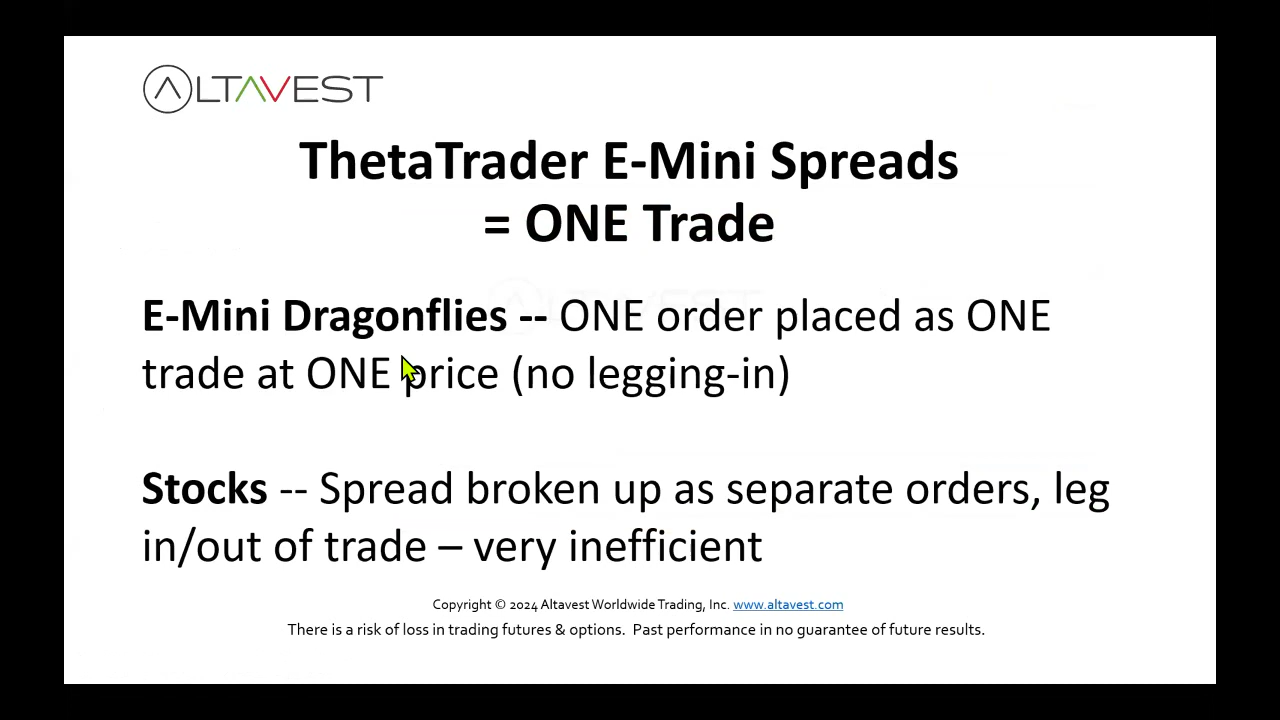 ALTAVEST
ThetaTrader E-Mini Spreads
= ONE Trade
E-Mini Dragonflies -- ONE order placed as ONE
trade at ONE price (no legging-in)
Stocks -- Spread broken up as separate orders, leg
in/out of trade – very inefficient
Copyright © 2024 Altavest Worldwide Trading, Inc. www.altavest.com
There is a risk of loss in trading futures & options. Past performance in no guarantee of future results.